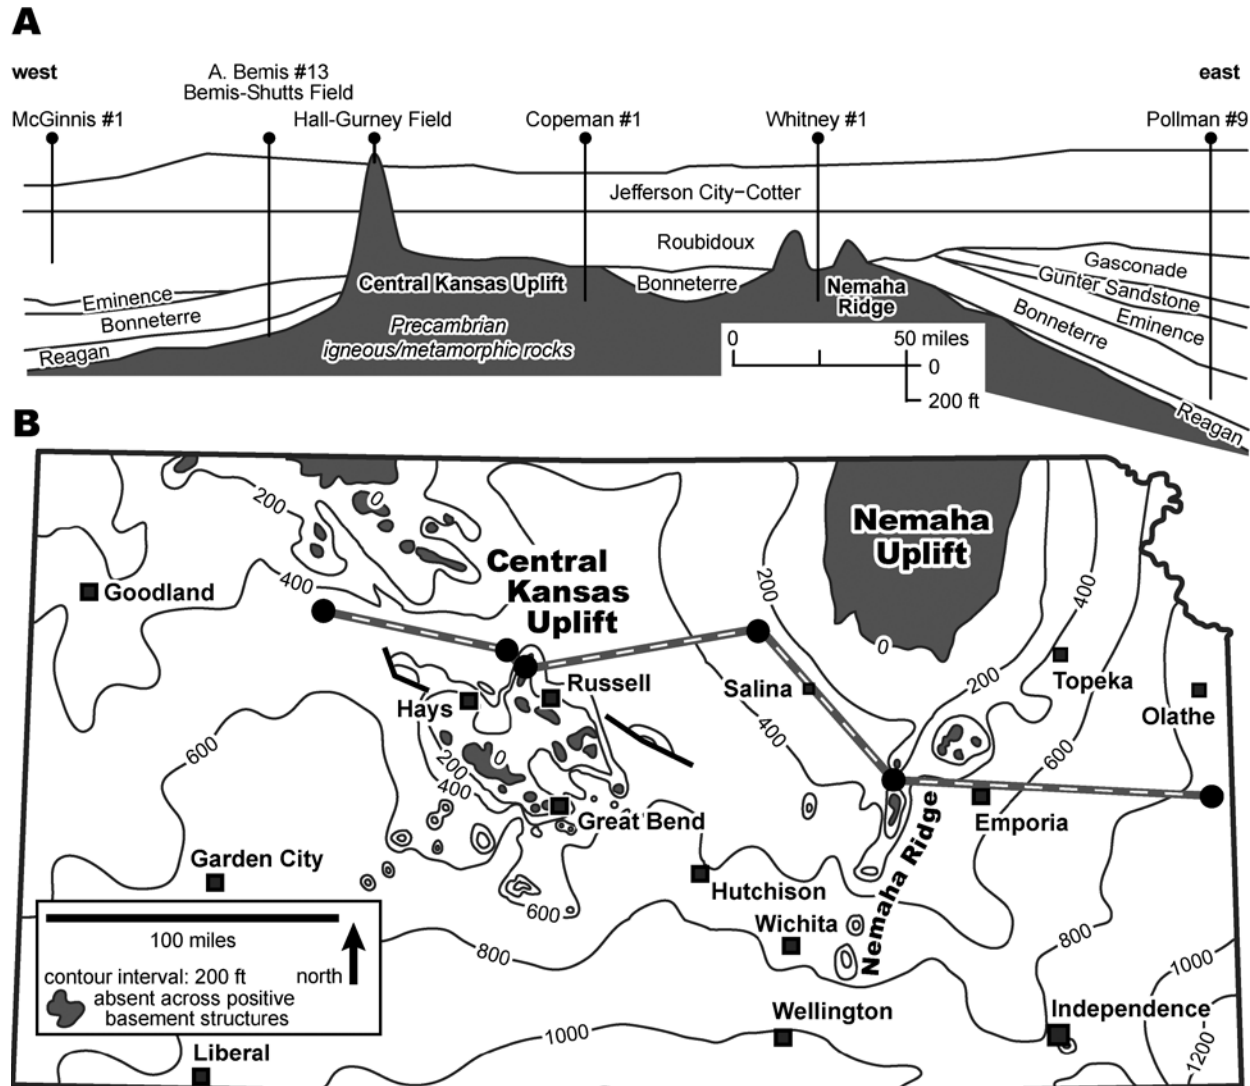 A
west
east
A. Bemis #13
Bemis-Shutts Field
McGinnis #1
Hall-Gurney Field
Copeman #1
Whitney #1
Pollman #9
Jefferson City-Cotter
Roubidoux
Gasconade
Central Kansas Uplift
Bonneterre
Nemaha
Ridge
Gunter Sandstone
Eminence
Bonneterre
Bonneterre
Eminence
Precambrian
igneous/metamorphic rocks
0
50 miles
0
200 ft
Reagan
Reagan
B
200
0
Nemaha
Uplift
Central
Kansas
Uplift
400
200
400
Goodland
0
Topeka
Salina
200
Russell
Hays
Olathe
400
600
0
200
400
600
Great Bend
Emporia
Nemaha Ridge
Garden City
Hutchison
600
Wichita
800
800
1000
100 miles
contour interval: 200 ft
north
absent across positive
basement structures
Wellington
Independence
1000
1200
Liberal